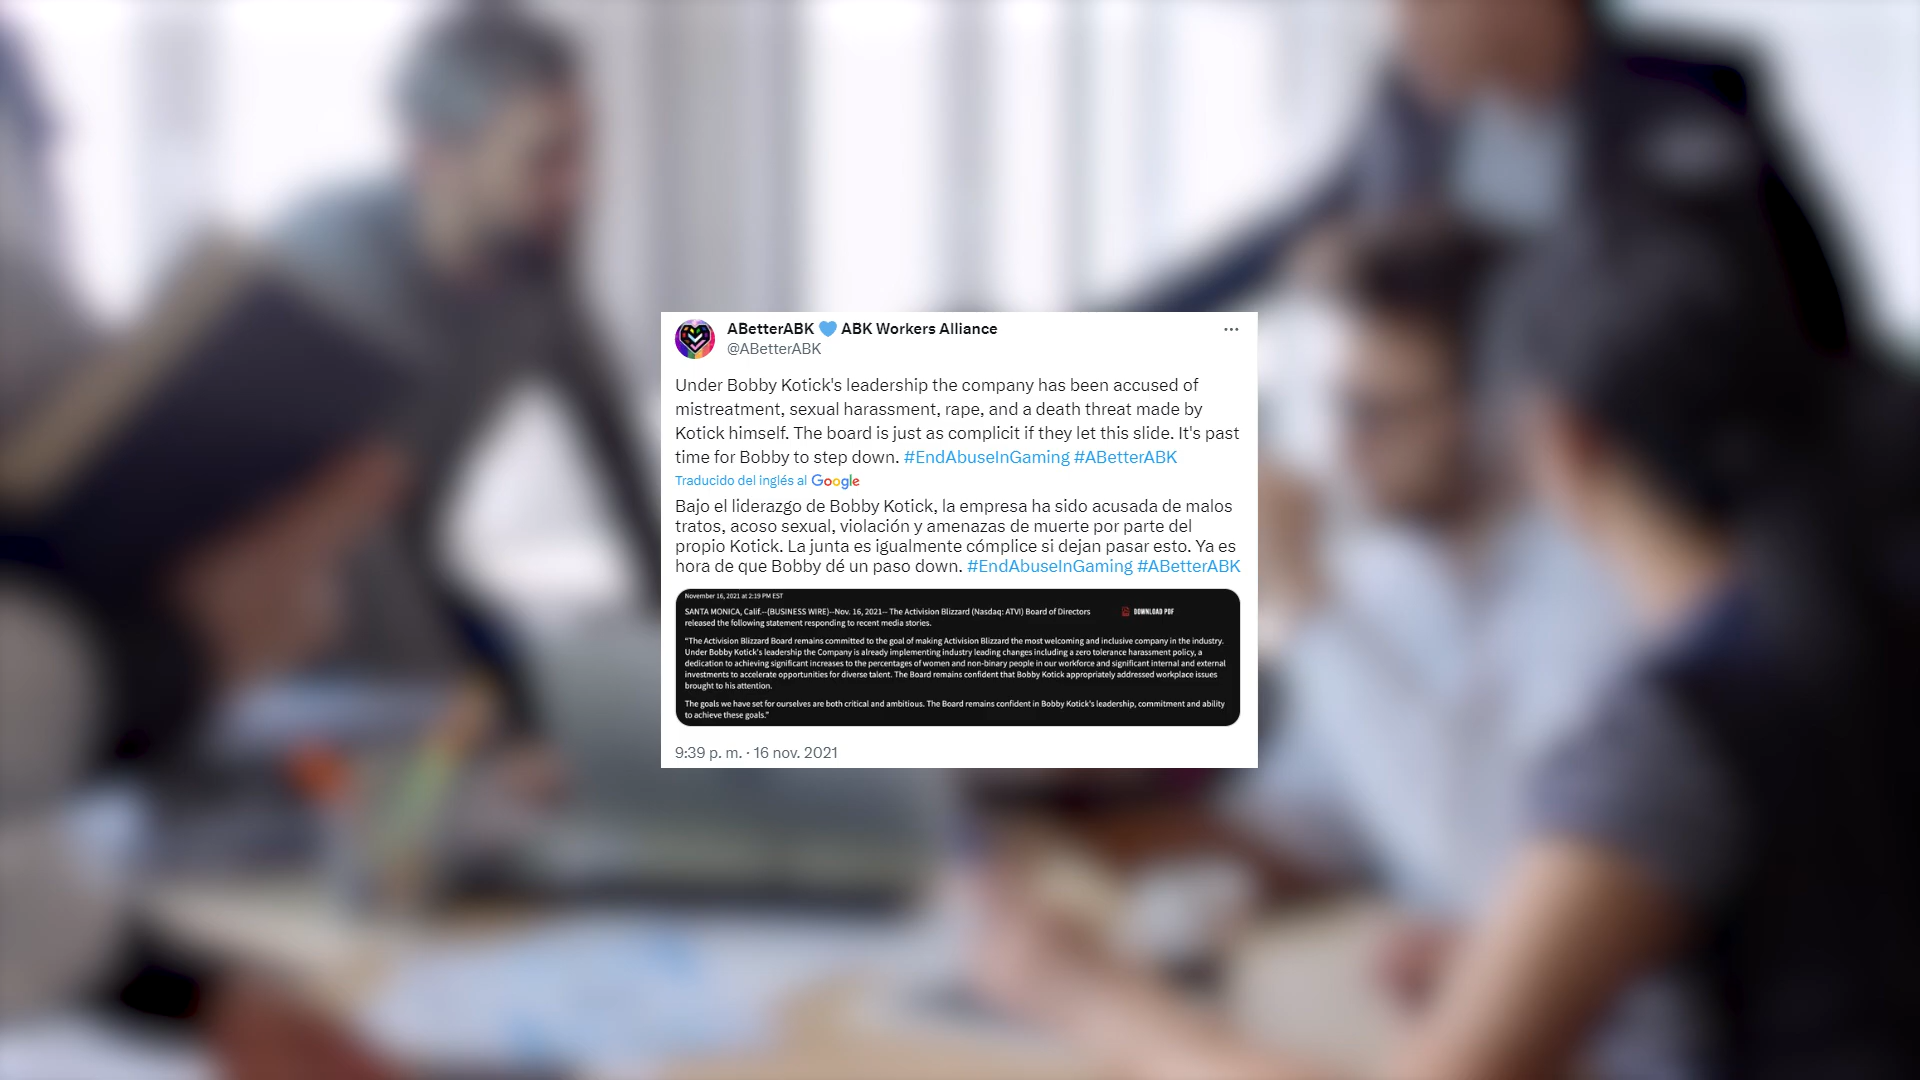 ABetterABK 💙 ABK Workers Alliance
@ABetterABK
Under Bobby Kotick's leadership the company has been accused of
mistreatment, sexual harassment, rape, and a death threat made by
Kotick himself. The board is just as complicit if they let this slide. It's past
time for Bobby to step down. #EndAbuseInGaming #ABetterABK
Traducido del inglés al Google
Bajo el liderazgo de Bobby Kotick, la empresa ha sido acusada de malos
tratos, acoso sexual, violación y amenazas de muerte por parte del
propio Kotick. La junta es igualmente cómplice si dejan pasar esto. Ya es
hora de que Bobby dé un paso down. #EndAbuseInGaming #ABetterABK
November 16, 2021 at 2:19 PM EST
SANTA MONICA, Calif.--(BUSINESS WIRE)--Nov. 16, 2021-- The Activision Blizzard (Nasdaq: ATVI) Board of Directors
DOWNLOAD PDF
released the following statement responding to recent media stories.
"The Activision Blizzard Board remains committed to the goal of making Activision Blizzard the most welcoming and inclusive company in the industry.
Under Bobby Kotick's leadership the Company is already implementing industry leading changes including a zero tolerance harassment policy, a
dedication to achieving significant increases to the percentages of women and non-binary people in our workforce and significant internal and external
investments to accelerate opportunities for diverse talent. The Board remains confident that Bobby Kotick appropriately addressed workplace issues
brought to his attention.
The goals we have set for ourselves are both critical and ambitious. The Board remains confident in Bobby Kotick's leadership, commitment and ability
to achieve these goals."
9:39 p. m. · 16 nov. 2021